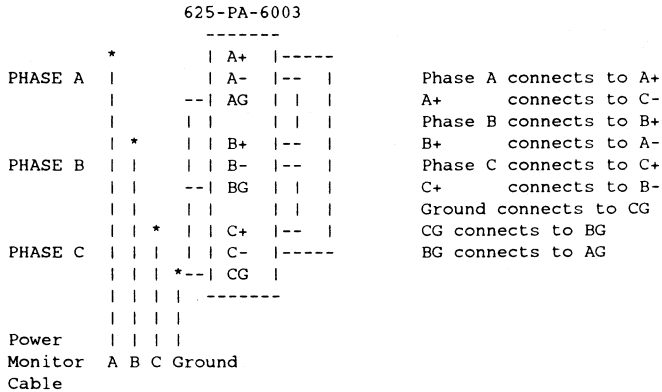 625-PA-6003
-------
* | A+ |-----
PHASE A | | A- |-- | Phase A connects to A+
| --| AG | | | A+ connects to C-
| | | | | | Phase B connects to B+
| * | | B+ |-- | B+ connects to A-
PHASE B | | | | B- |-- | Phase C connects to C+
| | --| BG | | | C+ connects to B-
| | | | | | | Ground connects to CG
| | * | | C+ |-- | CG connects to BG
PHASE C | | | | | C- |----- BG connects to AG
| | | *--| CG |
| | | | -------
| | | |
Power | | | |
Monitor A B C Ground
Cable